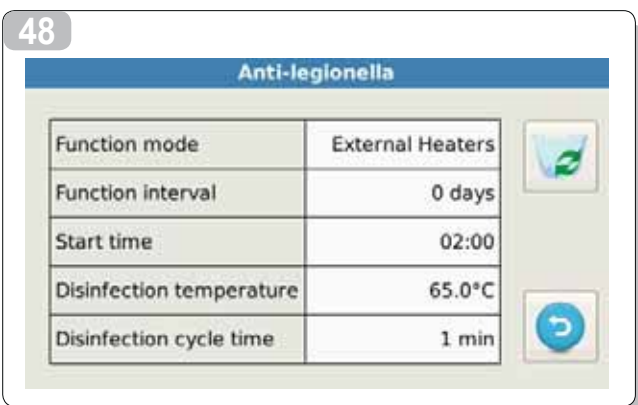 48
Anti-legionella
Function mode External Heaters
Function interval 0 days
Start time 02:00
Disinfection temperature 65.0°C
Disinfection cycle time 1 min